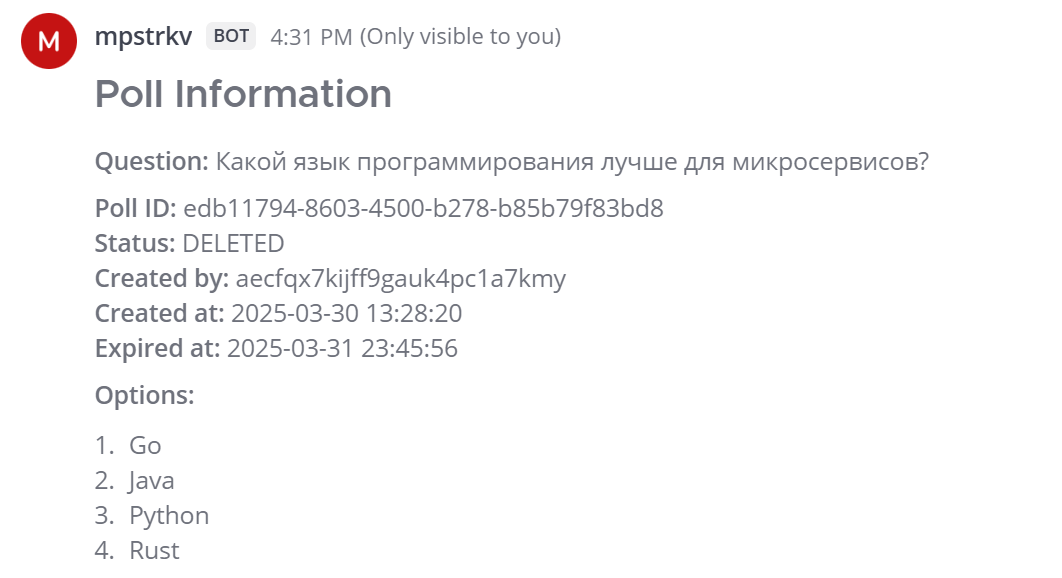 M
mpstrkv BOT 4:31 PM (Only visible to you)
Poll Information
Question: Какой язык программирования лучше для микросервисов?
Poll ID: edb11794-8603-4500-b278-b85b79f83bd8
Status: DELETED
Created by: aecfqx7kijff9gauk4pc1a7kmy
Created at: 2025-03-30 13:28:20
Expired at: 2025-03-31 23:45:56
Options:
1. Go
2. Java
3. Python
4. Rust